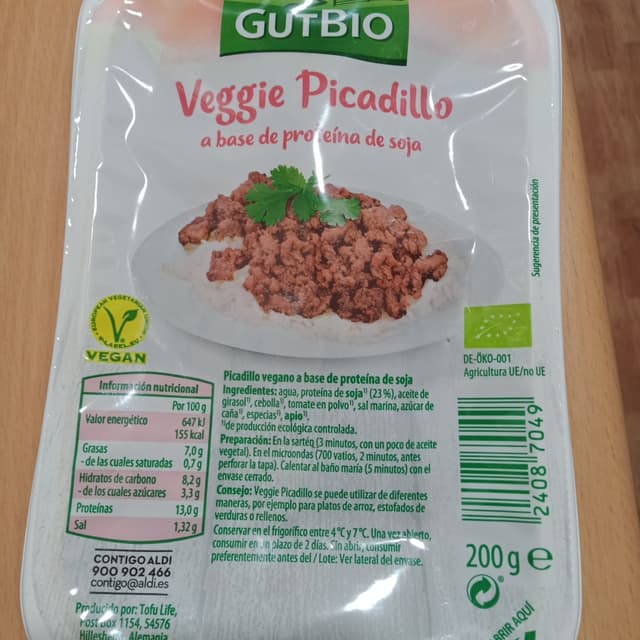 GUTBIO
Veggie Picadillo
a base de proteína de soja
Sugerencia de presentación
EUROPEAN VEGETARIAN
V-LABEL.EU
VEGAN
DE-ÖKO-001
Agricultura UE/no UE
Información nutricional
Por 100 g
Valor energético 647 kJ
155 kcal
Grasas 7,0 g
- de las cuales saturadas 0,7 g
Hidratos de carbono 8,2 g
- de los cuales azúcares 3,3 g
Proteínas 13,0 g
Sal 1,32 g
Picadillo vegano a base de proteína de soja
Ingredientes: agua, proteína de soja¹⁾ (23 %), aceite de
girasol¹⁾, cebolla¹⁾, tomate en polvo¹⁾, sal marina, azúcar de
caña¹⁾, especias¹⁾, apio¹⁾.
¹⁾de producción ecológica controlada.
Preparación: En la sartéq (3 minutos, con un poco de aceite
vegetal). En el microondas (700 vatios, 2 minutos, antes
perforar la tapa). Calentar al baño maría (5 minutos) con el
envase cerrado.
Consejo: Veggie Picadillo se puede utilizar de diferentes
maneras, por ejemplo para platos de arroz, estofados de
verduras o rellenos.
Conservar en el frigorífico entre 4 °C y 7 °C. Una vez abierto,
consumir en un plazo de 2 días. Sin abrir, consumir
preferentemente antes del / Lote: Ver lateral del envase.
24087049
200 g e
CONTIGO ALDI
900 902 466
contigo@aldi.es
Producido por: Tofu Life,
Post Box 1154, 54576
Hillesheim, Alemania
ABRIR AQUÍ